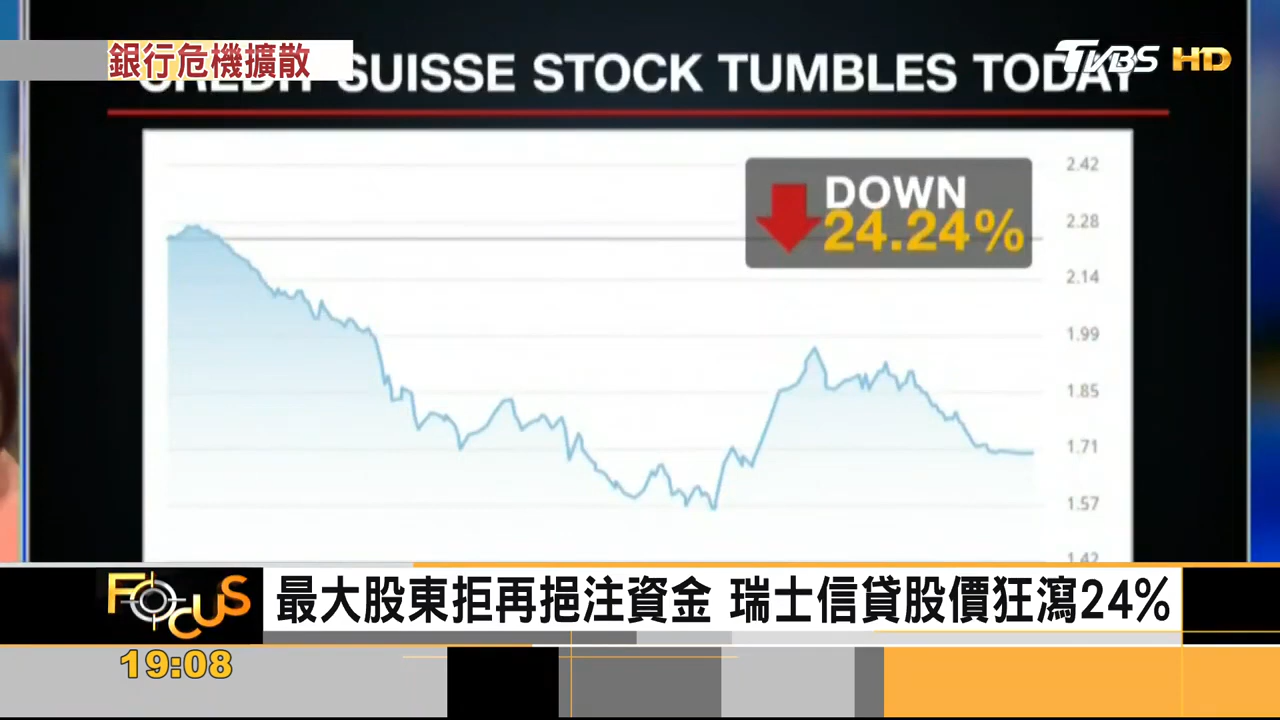 銀行危機擴散
CREDIT SUISSE STOCK TUMBLES TODAY
TVBS HD
DOWN
24.24%
2.42
2.28
2.14
1.99
1.85
1.71
1.57
1.42
FOCUS
最大股東拒再挹注資金 瑞士信貸股價狂瀉24%
19:08